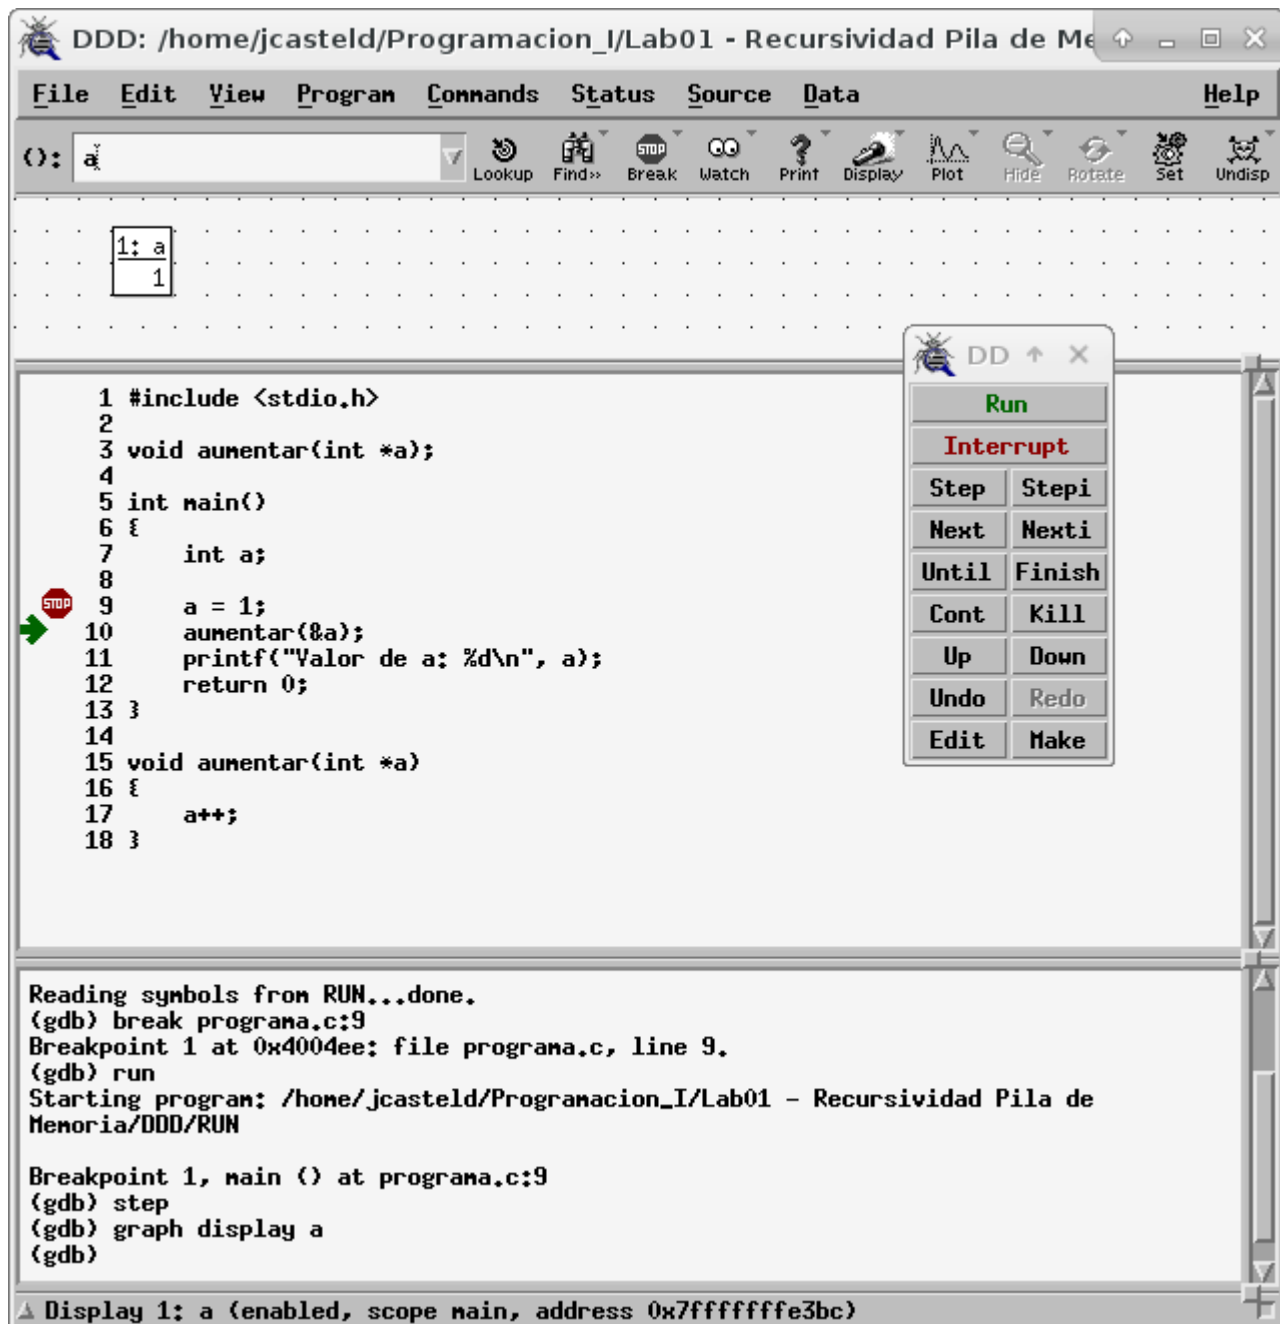 DDD: /home/jcasteld/Programacion_I/Lab01 - Recursividad Pila de Me
File Edit View Program Commands Status Source Data Help
(): a
Lookup Find» Break Watch Print Display Plot Hide Rotate Set Undisp
1: a
1
DD
Run
Interrupt
Step Stepi
Next Nexti
Until Finish
Cont Kill
Up Down
Undo Redo
Edit Make
1 #include <stdio.h>
2
3 void aumentar(int *a);
4
5 int main()
6 {
7 int a;
8
STOP 9 a = 1;
10 aumentar(&a);
11 printf("Valor de a: %d\n", a);
12 return 0;
13 }
14
15 void aumentar(int *a)
16 {
17 a++;
18 }
Reading symbols from RUN...done.
(gdb) break programa.c:9
Breakpoint 1 at 0x4004ee: file programa.c, line 9.
(gdb) run
Starting program: /home/jcasteld/Programacion_I/Lab01 - Recursividad Pila de
Memoria/DDD/RUN
Breakpoint 1, main () at programa.c:9
(gdb) step
(gdb) graph display a
(gdb)
Display 1: a (enabled, scope main, address 0x7fffffffe3bc)